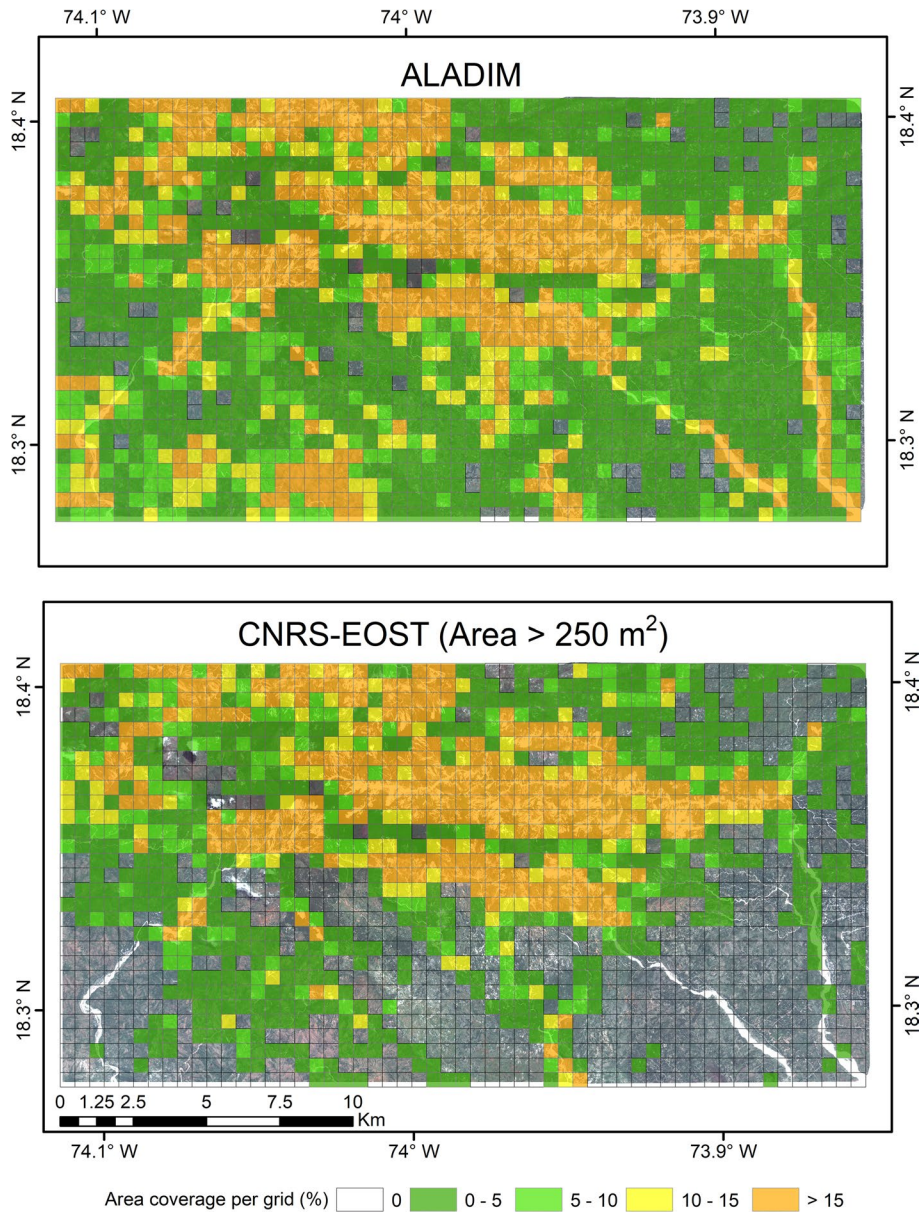 74.1° W 74° W 73.9° W
ALADIM
18.4° N 18.4° N
18.3° N 18.3° N
CNRS-EOST (Area > 250 m²)
18.4° N 18.4° N
18.3° N 18.3° N
0 1.25 2.5 5 7.5 10
Km
74.1° W 74° W 73.9° W
Area coverage per grid (%) 0 0 - 5 5 - 10 10 - 15 > 15